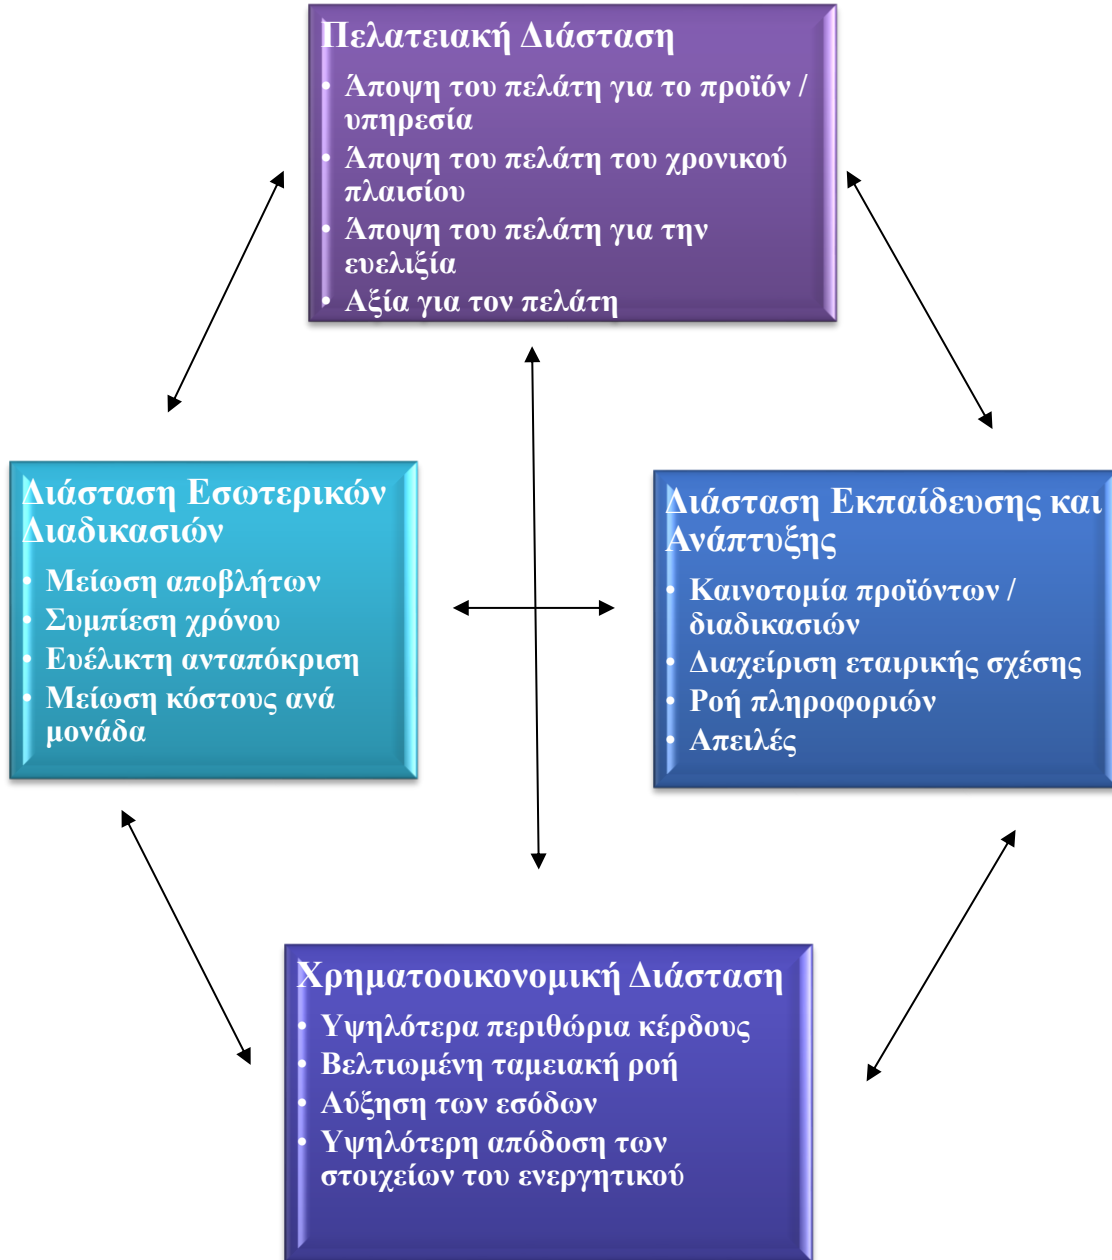 Πελατειακή Διάσταση
• Άποψη του πελάτη για το προϊόν /
υπηρεσία
• Άποψη του πελάτη του χρονικού
πλαισίου
• Άποψη του πελάτη για την
ευελιξία
• Αξία για τον πελάτη
Διάσταση Εσωτερικών
Διαδικασιών
• Μείωση αποβλήτων
• Συμπίεση χρόνου
• Ευέλικτη ανταπόκριση
• Μείωση κόστους ανά
μονάδα
Διάσταση Εκπαίδευσης και
Ανάπτυξης
• Καινοτομία προϊόντων /
διαδικασιών
• Διαχείριση εταιρικής σχέσης
• Ροή πληροφοριών
• Απειλές
Χρηματοοικονομική Διάσταση
• Υψηλότερα περιθώρια κέρδους
• Βελτιωμένη ταμειακή ροή
• Αύξηση των εσόδων
• Υψηλότερη απόδοση των
στοιχείων του ενεργητικού